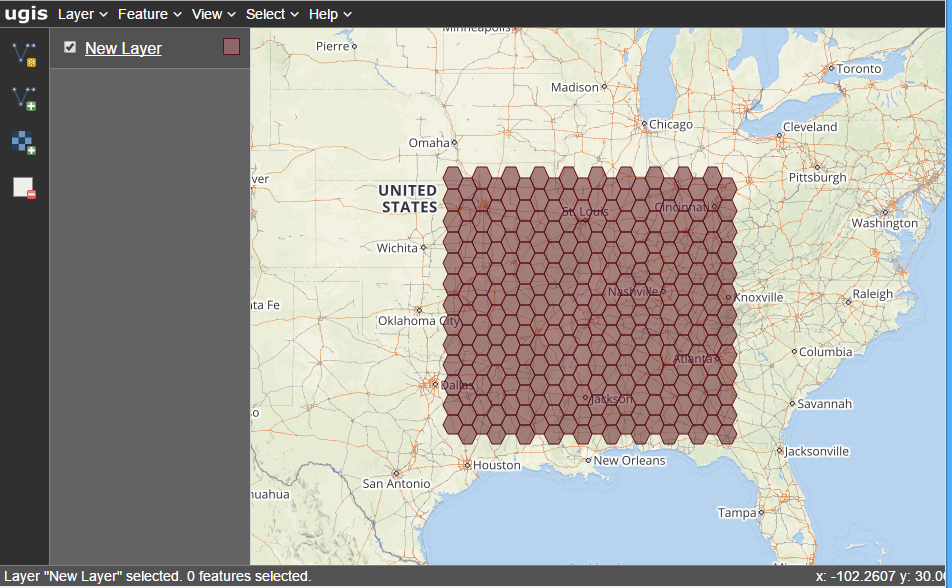 ugis Layer Feature View Select Help
New Layer
Minneapolis
Pierre
Toronto
Madison
Chicago
Cleveland
Omaha
Pittsburgh
ver
UNITED
STATES
St. Louis
Cincinnati
Washington
Wichita
Nashville
Knoxville
Raleigh
ta Fe
Oklahoma City
Columbia
Atlanta
Dallas
Jackson
Savannah
so
Jacksonville
New Orleans
Houston
San Antonio
huahua
Tampa
Layer "New Layer" selected. 0 features selected.
x: -102.2607 y: 30.0